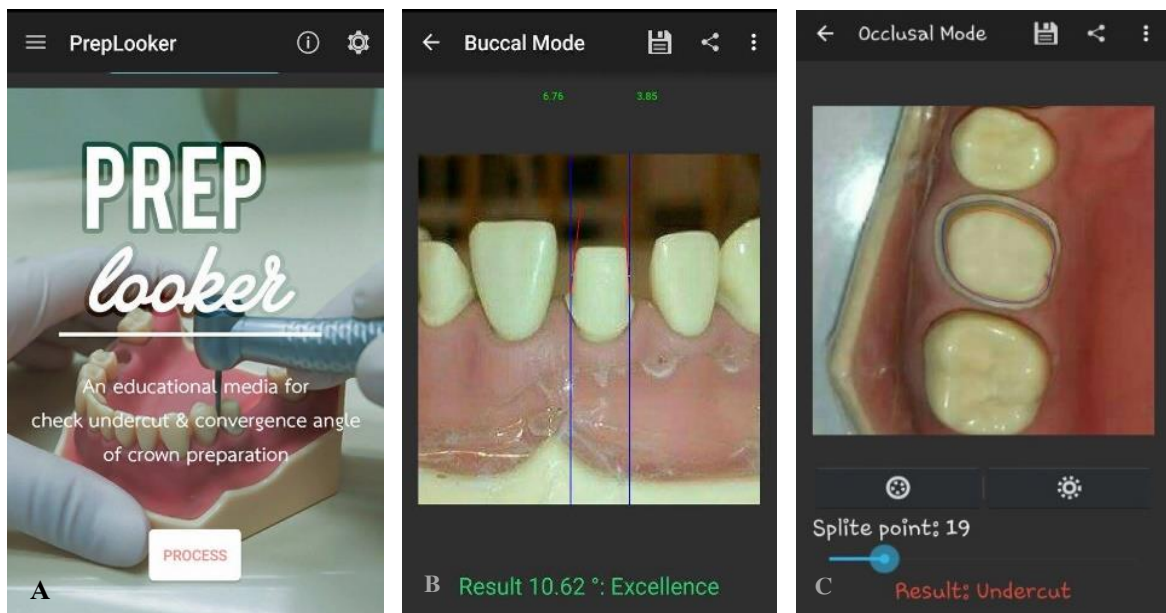 PrepLooker
PREP
looker
An educational media for
check undercut & convergence angle
of crown preparation
PROCESS
A
Buccal Mode
6.76 3.85
B Result 10.62 °: Excellence
Occlusal Mode
Splite point: 19
C Result: Undercut